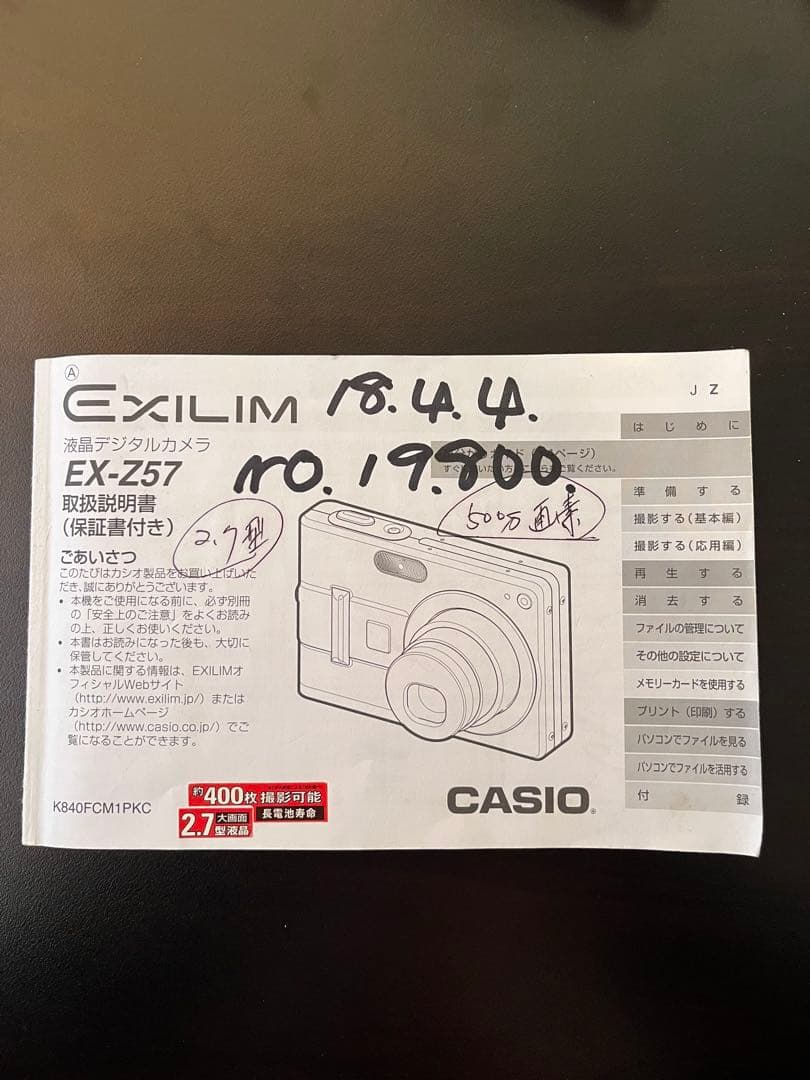 A
EXILIM
18.4.4.
J Z
液晶デジタルカメラ
EX-Z57
no.19.800.
取扱説明書
(保証書付き)
2.7型
500万画素
ごあいさつ
このたびはカシオ製品をお買い上げいた
だき、誠にありがとうございます。
• 本機をご使用になる前に、必ず別冊
の「安全上のご注意」をよくお読み
の上、正しくお使いください。
• 本書はお読みになった後も、大切に
保管してください。
• 本製品に関する情報は、EXILIMオ
フィシャルWebサイト
(http://www.exilim.jp/)または
カシオホームページ
(http://www.casio.co.jp/)でご
覧になることができます。
K840FCM1PKC
約400枚撮影可能
長電池寿命
2.7型大画面液晶
CASIO
はじめに
ページ)
ご覧ください。
準備する
撮影する(基本編)
撮影する(応用編)
再生する
消去する
ファイルの管理について
その他の設定について
メモリーカードを使用する
プリント(印刷)する
パソコンでファイルを見る
パソコンでファイルを活用する
付録